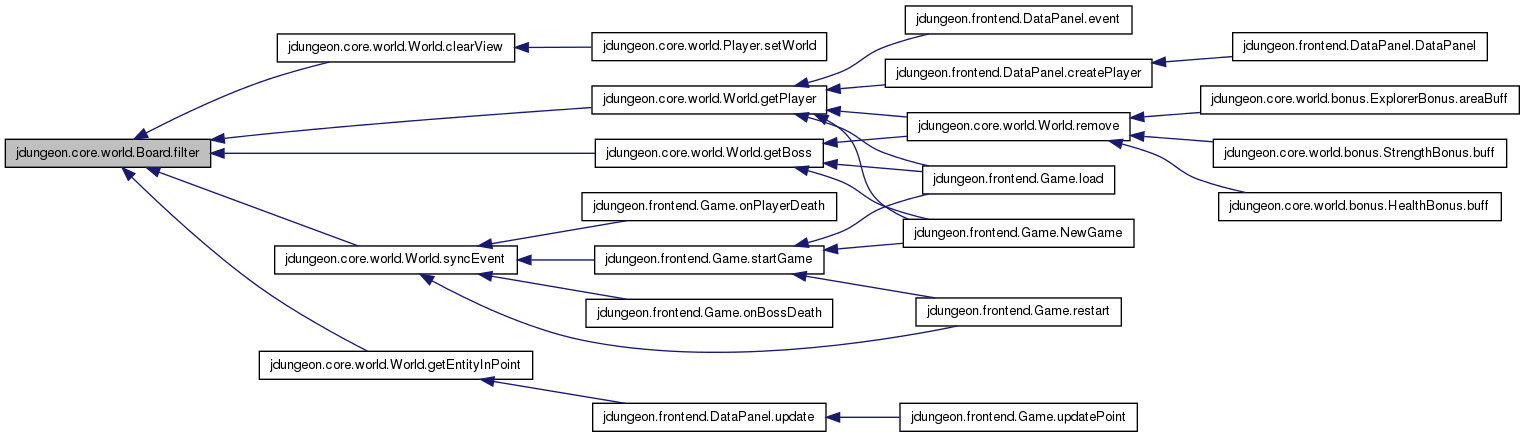 jdungeon.frontend.DataPanel.event
jdungeon.core.world.World.clearView
jdungeon.core.world.Player.setWorld
jdungeon.frontend.DataPanel.DataPanel
jdungeon.frontend.DataPanel.createPlayer
jdungeon.core.world.World.getPlayer
jdungeon.core.world.bonus.ExplorerBonus.areaBuff
jdungeon.core.world.World.remove
jdungeon.core.world.Board.filter
jdungeon.core.world.World.getBoss
jdungeon.core.world.bonus.StrengthBonus.buff
jdungeon.frontend.Game.load
jdungeon.frontend.Game.onPlayerDeath
jdungeon.core.world.bonus.HealthBonus.buff
jdungeon.frontend.Game.NewGame
jdungeon.core.world.World.syncEvent
jdungeon.frontend.Game.startGame
jdungeon.frontend.Game.onBossDeath
jdungeon.frontend.Game.restart
jdungeon.core.world.World.getEntityInPoint
jdungeon.frontend.DataPanel.update
jdungeon.frontend.Game.updatePoint